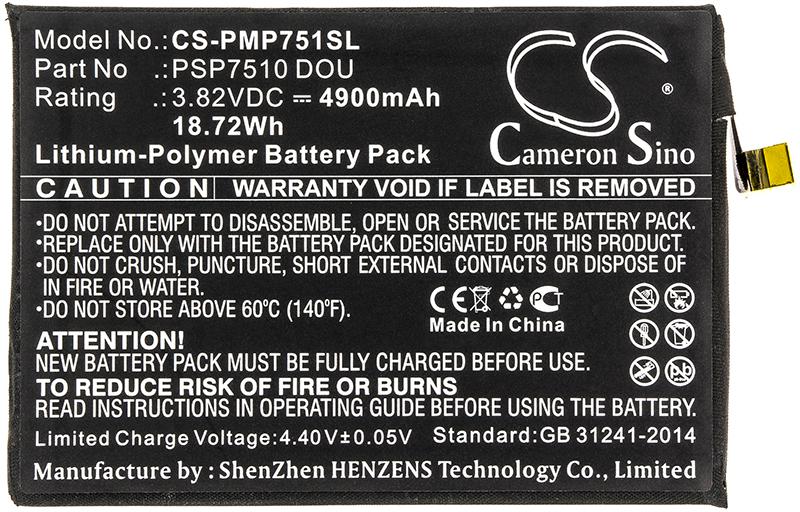 Model No.: CS-PMP751SL
Part No : PSP7510 DOU
Rating : 3.82VDC ⎓ 4900mAh
18.72Wh
Lithium-Polymer Battery Pack
Cameron Sino ®
CAUTION WARRANTY VOID IF LABEL IS REMOVED
•DO NOT ATTEMPT TO DISASSEMBLE, OPEN OR SERVICE THE BATTERY PACK.
•REPLACE ONLY WITH THE BATTERY PACK DESIGNATED FOR THIS PRODUCT.
•DO NOT CRUSH, PUNCTURE, SHORT EXTERNAL CONTACTS OR DISPOSE OF
IN FIRE OR WATER.
•DO NOT STORE ABOVE 60°C (140°F).
CE PC
Made In China
ATTENTION!
NEW BATTERY PACK MUST BE FULLY CHARGED BEFORE USE.
TO REDUCE RISK OF FIRE OR BURNS
READ INSTRUCTIONS IN OPERATING GUIDE BEFORE USING THE BATTERY.
Limited Charge Voltage: 4.40V±0.05V Standard: GB 31241-2014
Manufacture by : ShenZhen HENZENS Technology Co., Limited